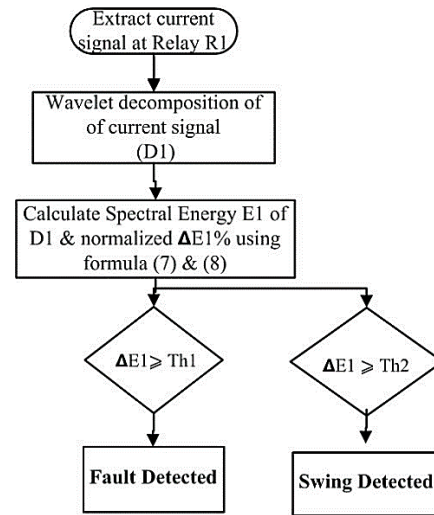 Extract current
signal at Relay R1
Wavelet decomposition of
of current signal
(D1)
Calculate Spectral Energy E1 of
D1 & normalized ΔE1% using
formula (7) & (8)
ΔE1⩾ Th1
ΔE1 ⩾ Th2
Fault Detected
Swing Detected